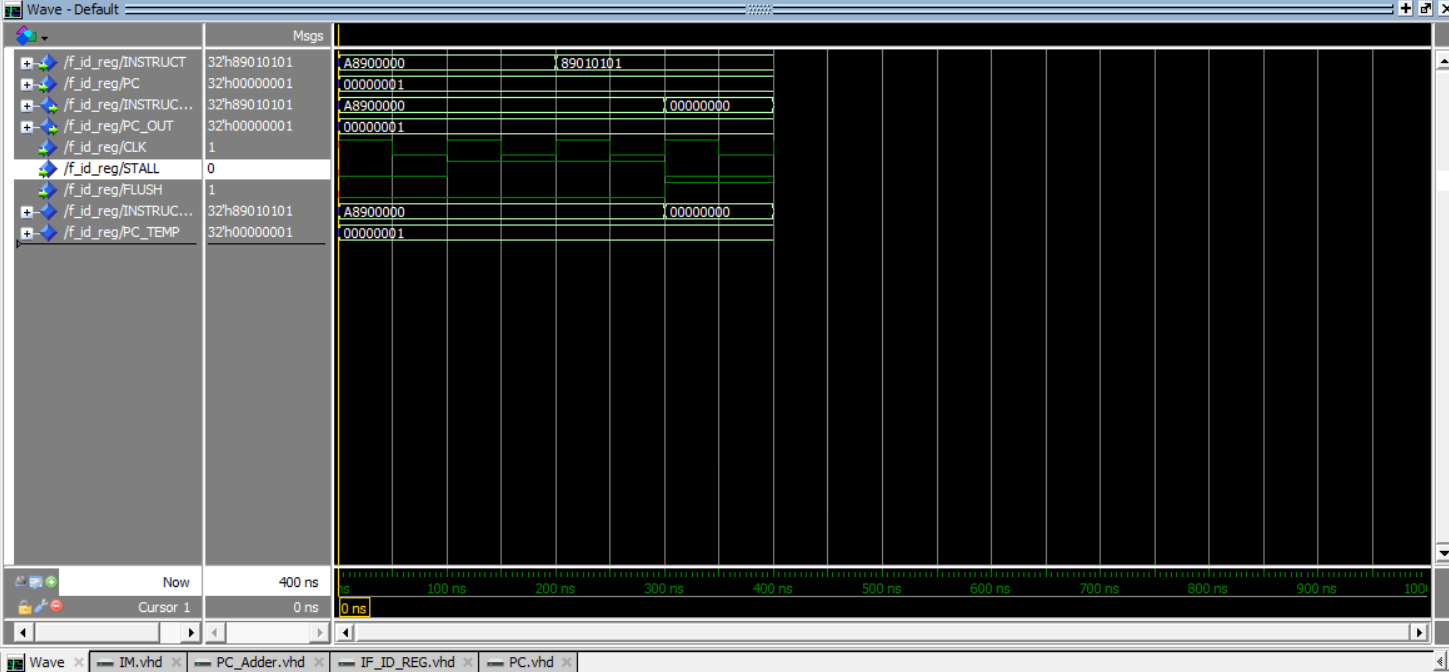 Wave - Default
Msgs
/f_id_reg/INSTRUCT 32'h89010101 A8900000 89010101
/f_id_reg/PC 32'h00000001 00000001
/f_id_reg/INSTRUC... 32'h89010101 A8900000 00000000
/f_id_reg/PC_OUT 32'h00000001 00000001
/f_id_reg/CLK 1
/f_id_reg/STALL 0
/f_id_reg/FLUSH 1
/f_id_reg/INSTRUC... 32'h89010101 A8900000 00000000
/f_id_reg/PC_TEMP 32'h00000001 00000001
Now 400 ns ns 100 ns 200 ns 300 ns 400 ns 500 ns 600 ns 700 ns 800 ns 900 ns 100
Cursor 1 0 ns 0 ns
Wave IM.vhd PC_Adder.vhd IF_ID_REG.vhd PC.vhd